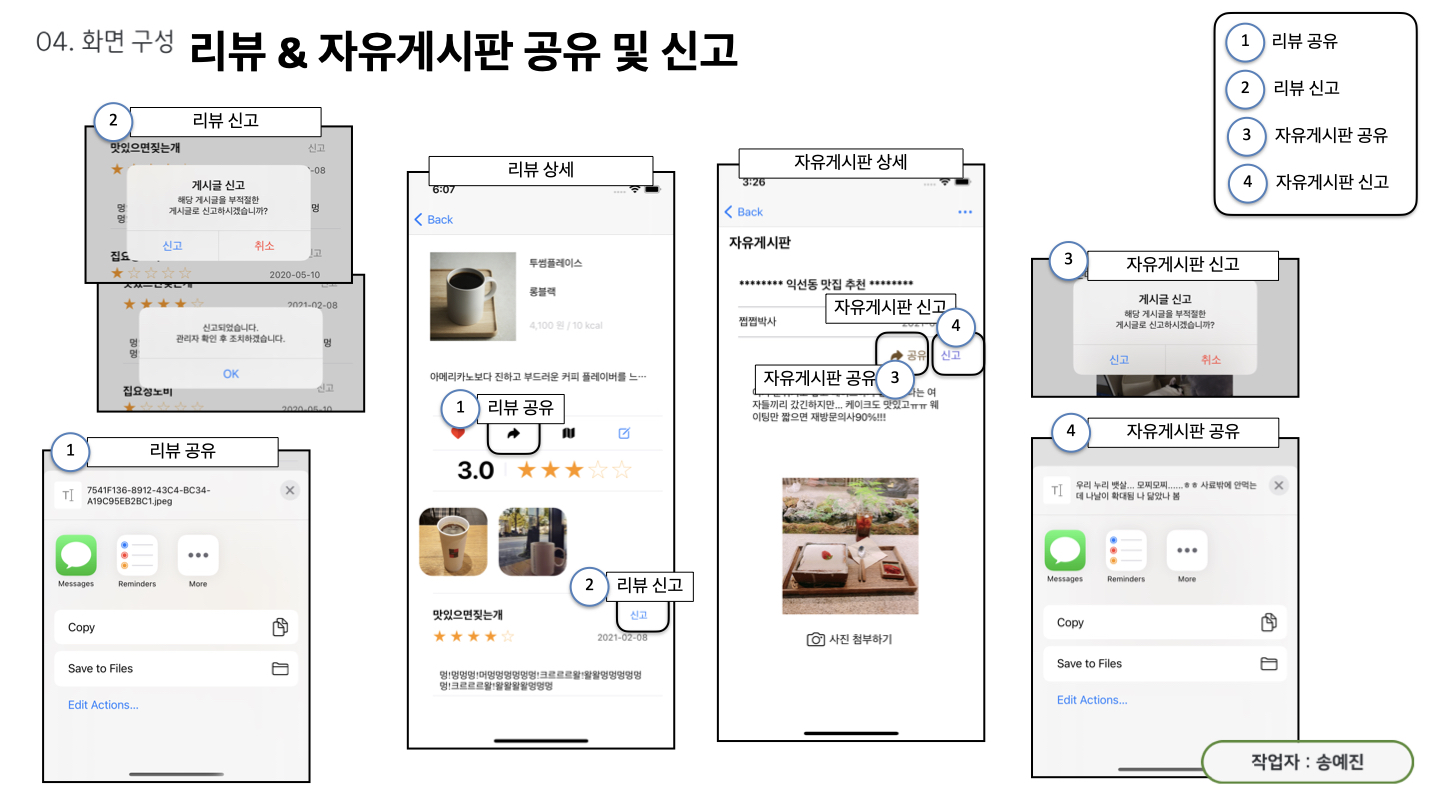 04. 화면 구성 리뷰 & 자유게시판 공유 및 신고
1 리뷰 공유
2 리뷰 신고
3 자유게시판 공유
4 자유게시판 신고
2 리뷰 신고
맛있으면짖는개 신고
-08
게시글 신고
해당 게시글을 부적절한
게시글로 신고하시겠습니까?
신고 취소
2020-05-10
2021-02-08
신고되었습니다.
관리자 확인 후 조치하겠습니다.
OK
집요정도비 신고
1 리뷰 공유
7541F136-8912-43C4-BC34-
A19C95EB2BC1.jpeg
Messages Reminders More
Copy
Save to Files
Edit Actions...
리뷰 상세
6:07
Back
투썸플레이스
롱블랙
4,100 원 / 10 kcal
아메리카노보다 진하고 부드러운 커피 플레이버를 느…
1 리뷰 공유
3.0
2 리뷰 신고
맛있으면짖는개 신고
2021-02-08
멍!멍멍멍!머멍멍멍멍멍멍!크르르르왈!왈왈멍멍멍멍멍
멍!크르르르왈!왈왈왈왈멍멍멍
자유게시판 상세
3:26
Back
자유게시판
******** 익선동 맛집 추천 ********
자유게시판 신고
쩝쩝박사
4
공유 신고
자유게시판 공유 3
자들끼리 갔긴하지만... 케이크도 맛있고ㅠㅠ 웨
이팅만 짧으면 재방문의사90%!!!
사진 첨부하기
3 자유게시판 신고
게시글 신고
해당 게시글을 부적절한
게시글로 신고하시겠습니까?
신고 취소
4 자유게시판 공유
우리 누리 뱃살... 모찌모찌......ㅎㅎ 사료밖에 안먹는
데 나날이 확대됨 나 닮았나 봄
Messages Reminders More
Copy
Save to Files
Edit Actions...
작업자 : 송예진